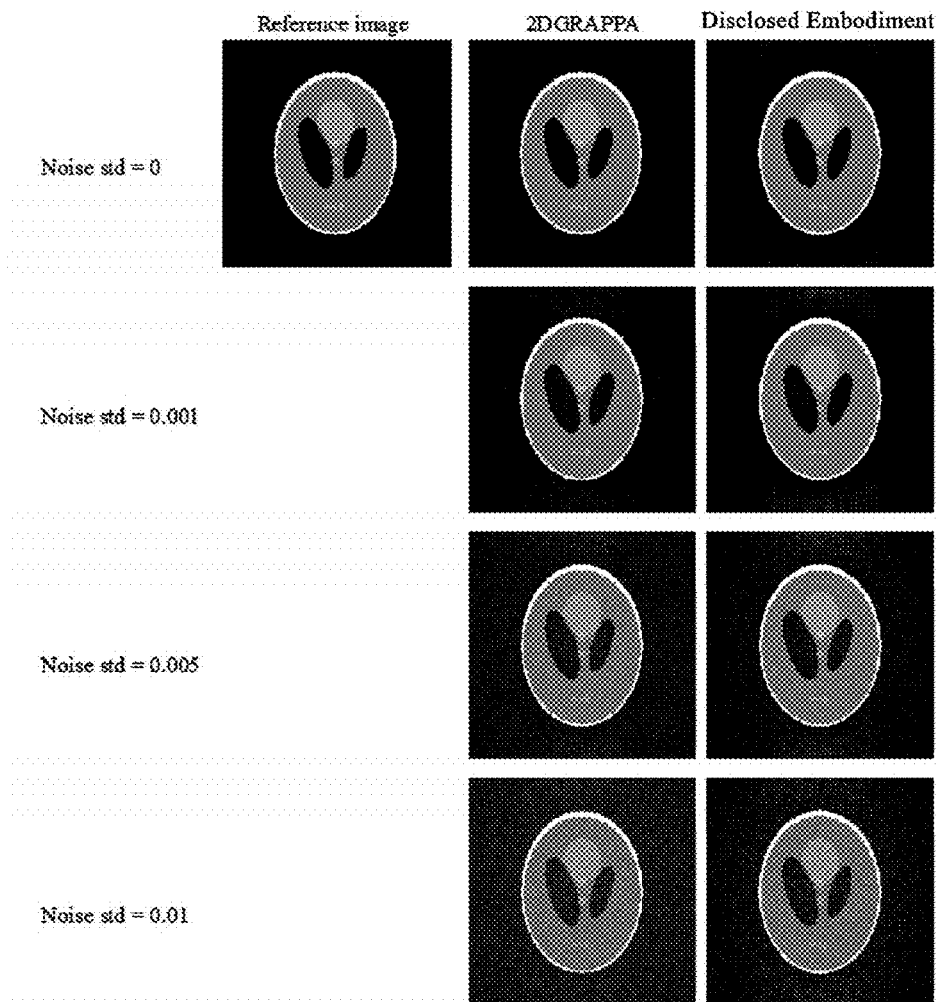 Reference image
2DGRAPPA
Disclosed Embodiment
Noise std = 0
Noise std = 0.001
Noise std = 0.005
Noise std = 0.01